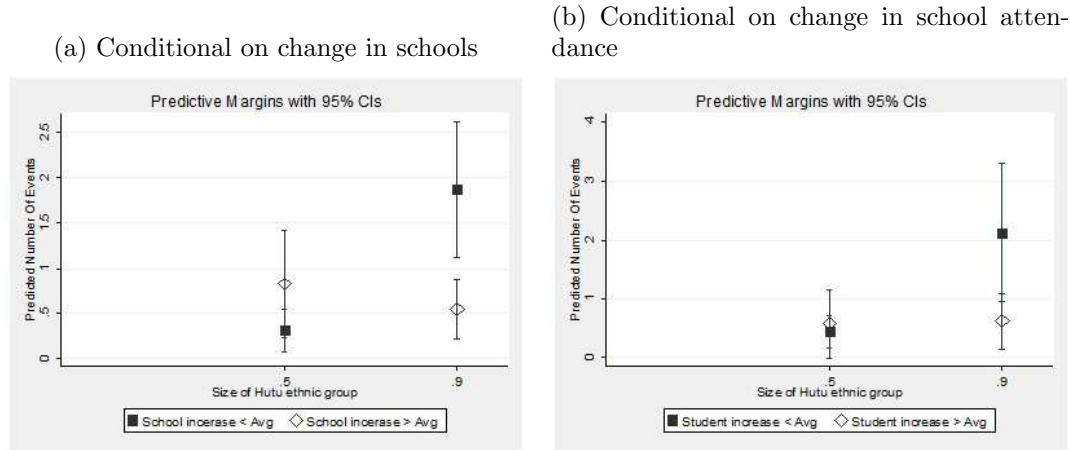 (a) Conditional on change in schools
(b) Conditional on change in school atten-
dance
Predictive Margins with 95% CIs
Predicted Number Of Events
2.5
2
1.5
1
.5
0
.5
.9
Size of Hutu ethnic group
School incerase < Avg
School incerase > Avg
Predictive Margins with 95% CIs
Predicted Number Of Events
4
3
2
1
0
.5
.9
Size of Hutu ethnic group
Student increase < Avg
Student increase > Avg